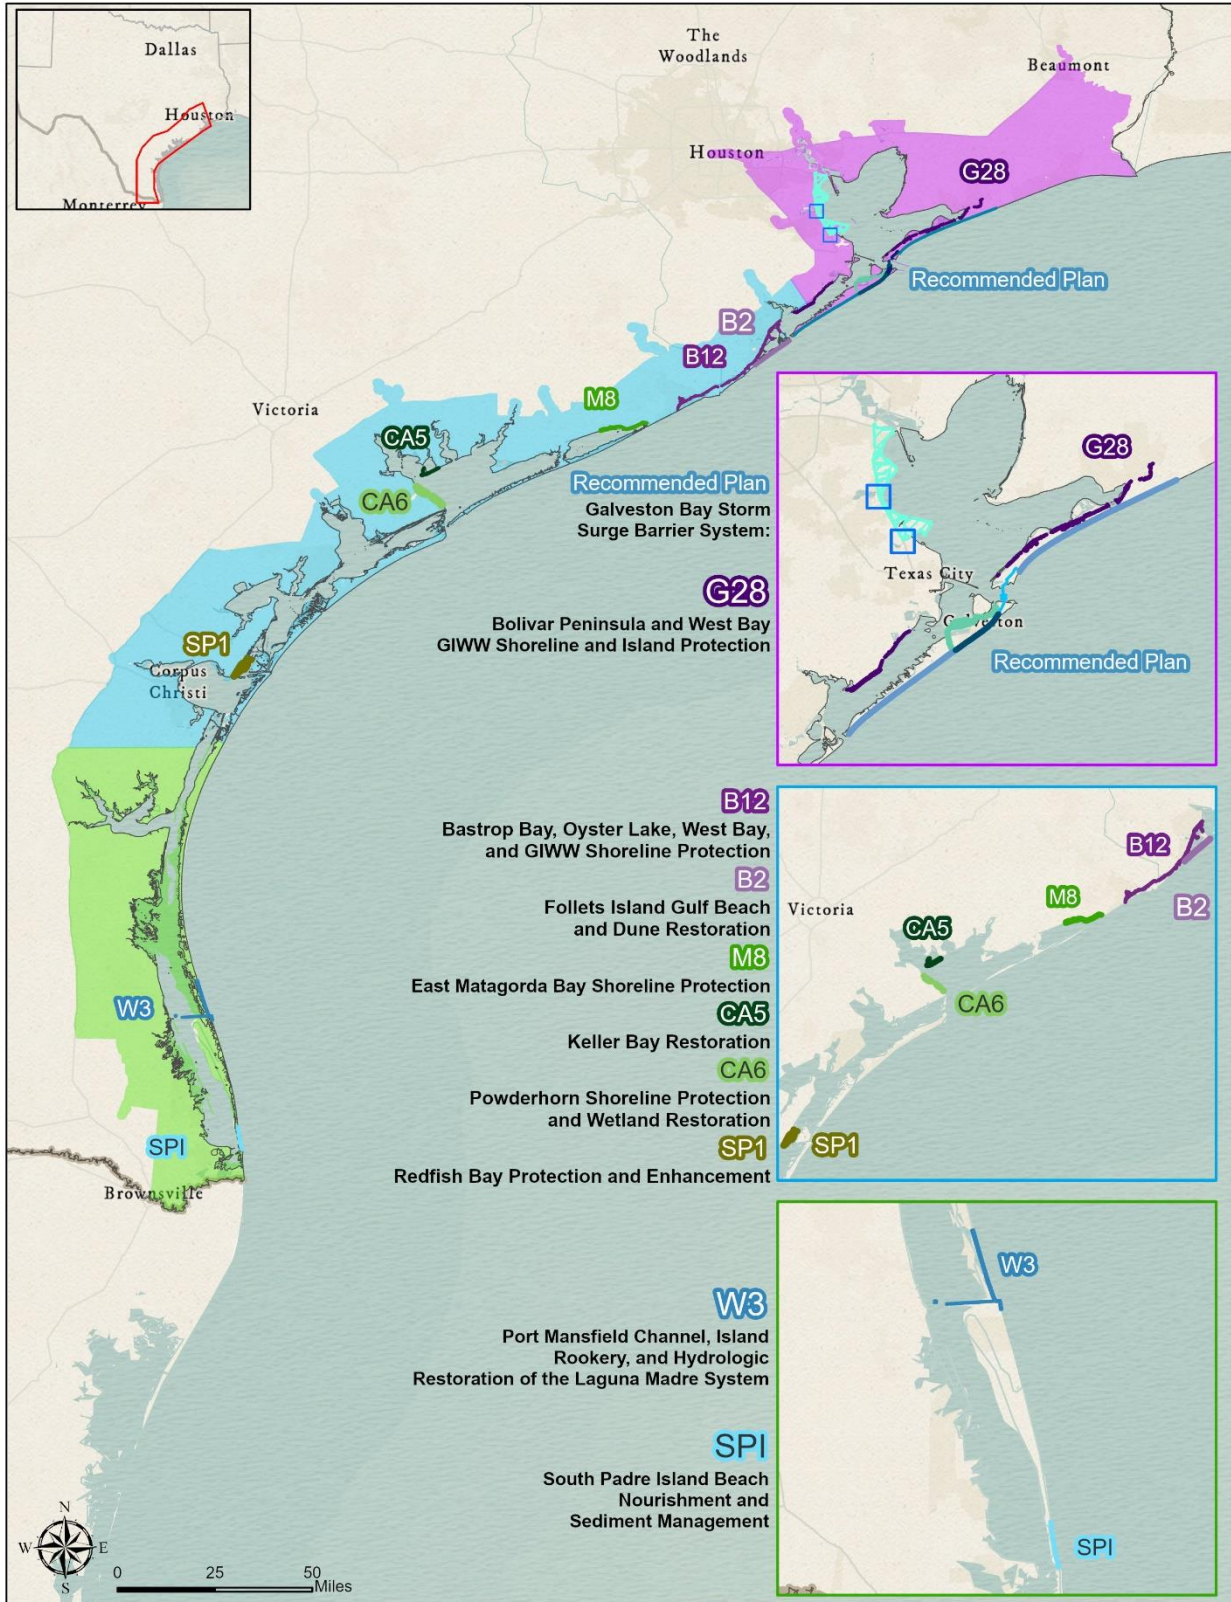 Dallas
Houston
Monterrey
The
Woodlands
Beaumont
Houston
G28
Recommended Plan
B2
B12
M8
Victoria
CA5
CA6
SP1
Corpus
Christi
W3
SPI
Brownsville
Recommended Plan
Galveston Bay Storm
Surge Barrier System:
G28
Bolivar Peninsula and West Bay
GIWW Shoreline and Island Protection
B12
Bastrop Bay, Oyster Lake, West Bay,
and GIWW Shoreline Protection
B2
Follets Island Gulf Beach
and Dune Restoration
M8
East Matagorda Bay Shoreline Protection
CA5
Keller Bay Restoration
CA6
Powderhorn Shoreline Protection
and Wetland Restoration
SP1
Redfish Bay Protection and Enhancement
W3
Port Mansfield Channel, Island
Rookery, and Hydrologic
Restoration of the Laguna Madre System
SPI
South Padre Island Beach
Nourishment and
Sediment Management
G28
Texas City
Galveston
Recommended Plan
B12
M8
B2
Victoria
CA5
CA6
SP1
W3
SPI
N
W E
S
0 25 50
Miles